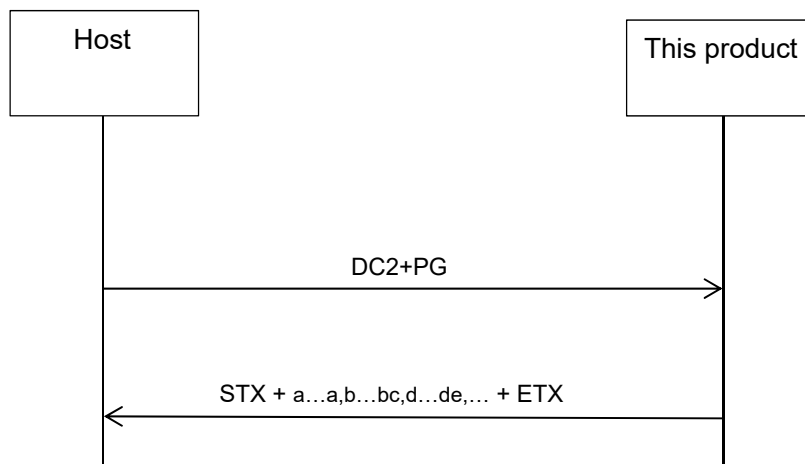 Host
This product
DC2+PG
STX + a…a,b…bc,d…de,… + ETX